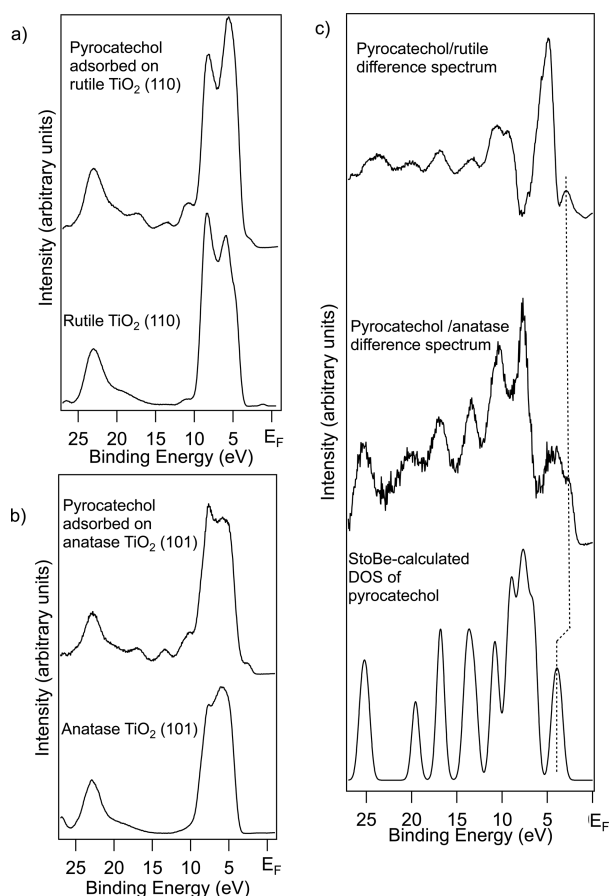 a)
Pyrocatechol
adsorbed on
rutile TiO₂ (110)
Rutile TiO₂ (110)
Intensity (arbitrary units)
25 20 15 10 5 E_F
Binding Energy (eV)
b)
Pyrocatechol
adsorbed on
anatase TiO₂ (101)
Anatase TiO₂ (101)
Intensity (arbitrary units)
25 20 15 10 5 E_F
Binding Energy (eV)
c)
Pyrocatechol/rutile
difference spectrum
Pyrocatechol /anatase
difference spectrum
StoBe-calculated
DOS of
pyrocatechol
Intensity (arbitrary units)
25 20 15 10 5 E_F
Binding Energy (eV)